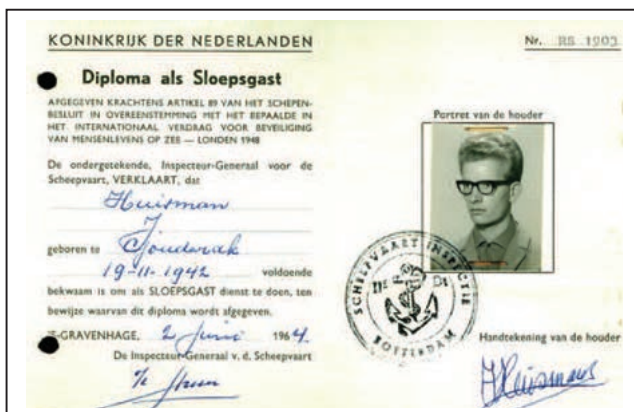 KONINKRIJK DER NEDERLANDEN
Nr. RB 1903
Diploma als Sloepsgast
AFGEGEVEN KRACHTENS ARTIKEL 89 VAN HET SCHEPEN-
BESLUIT IN OVEREENSTEMMING MET HET BEPAALDE IN
HET INTERNATIONAAL VERDRAG VOOR BEVEILIGING
VAN MENSENLEVENS OP ZEE — LONDEN 1948
De ondergetekende, Inspecteur-Generaal voor de
Scheepvaart, VERKLAART, dat
Huisman
J
geboren te Gouderak
19-11-1942 voldoende
bekwaam is om als SLOEPSGAST dienst te doen, ten
bewijze waarvan dit diploma wordt afgegeven.
'S-GRAVENHAGE, 2 Juni 1964.
De Inspecteur-Generaal v. d. Scheepvaart
Portret van de houder
SCHEEPVAART INSPECTIE
ROTTERDAM
Handtekening van de houder
JHuisman